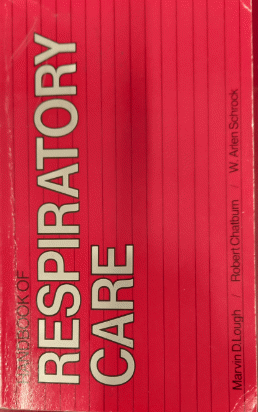 HANDBOOK OF
RESPIRATORY
CARE
Marvin D. Lough / Robert Chatburn / W. Arlen Schrock